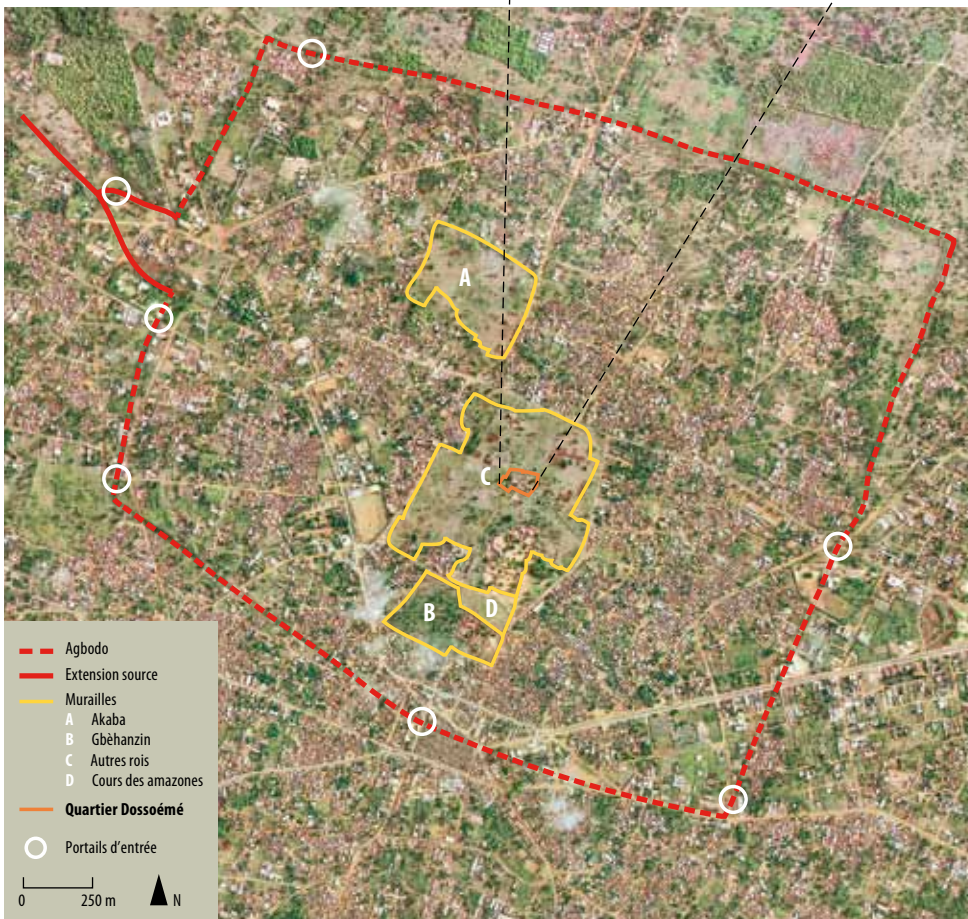 A
C
B
D
Agbodo
Extension source
Murailles
A Akaba
B Gbèhanzin
C Autres rois
D Cours des amazones
Quartier Dossoémé
Portails d'entrée
0 250 m N